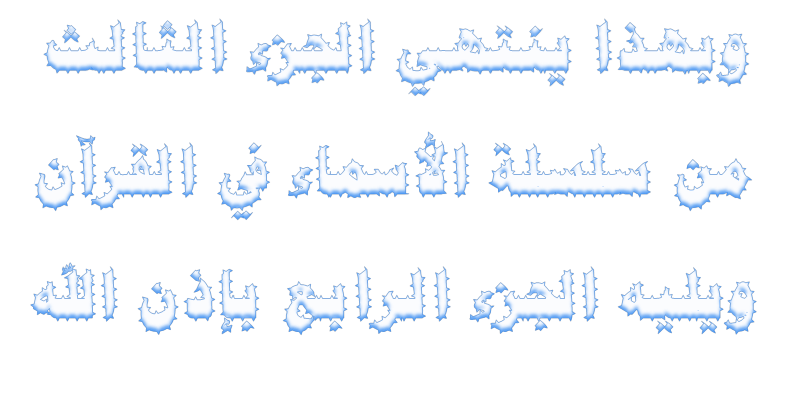 وبهذا ينتهي الجزء الثالث
من سلسلة الأسماء في القرآن
ويليه الجزء الرابع بإذن الله